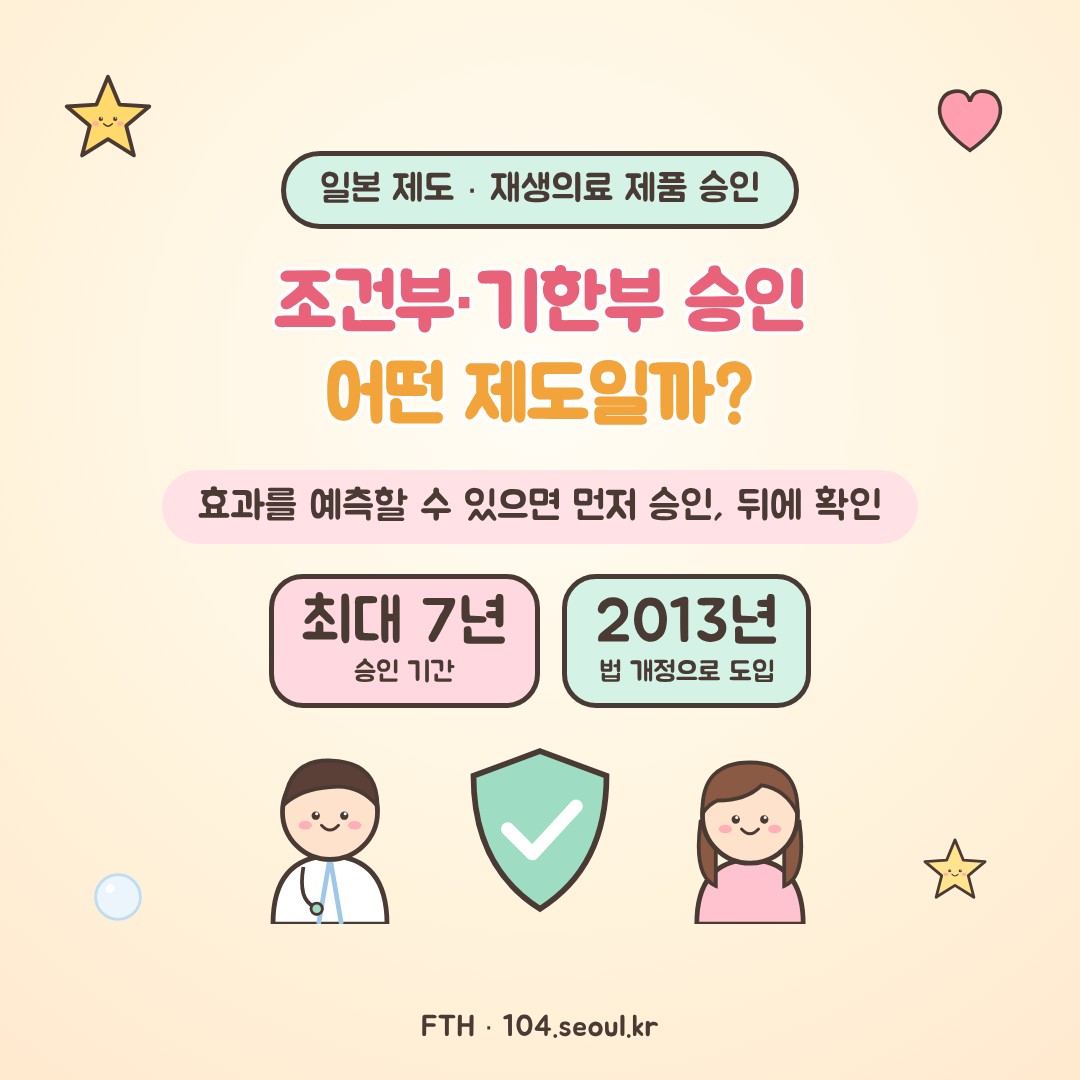 일본 제도 · 재생의료 제품 승인
조건부·기한부 승인
어떤 제도일까?
효과를 예측할 수 있으면 먼저 승인, 뒤에 확인
최대 7년
승인 기간
2013년
법 개정으로 도입
FTH · 104.seoul.kr